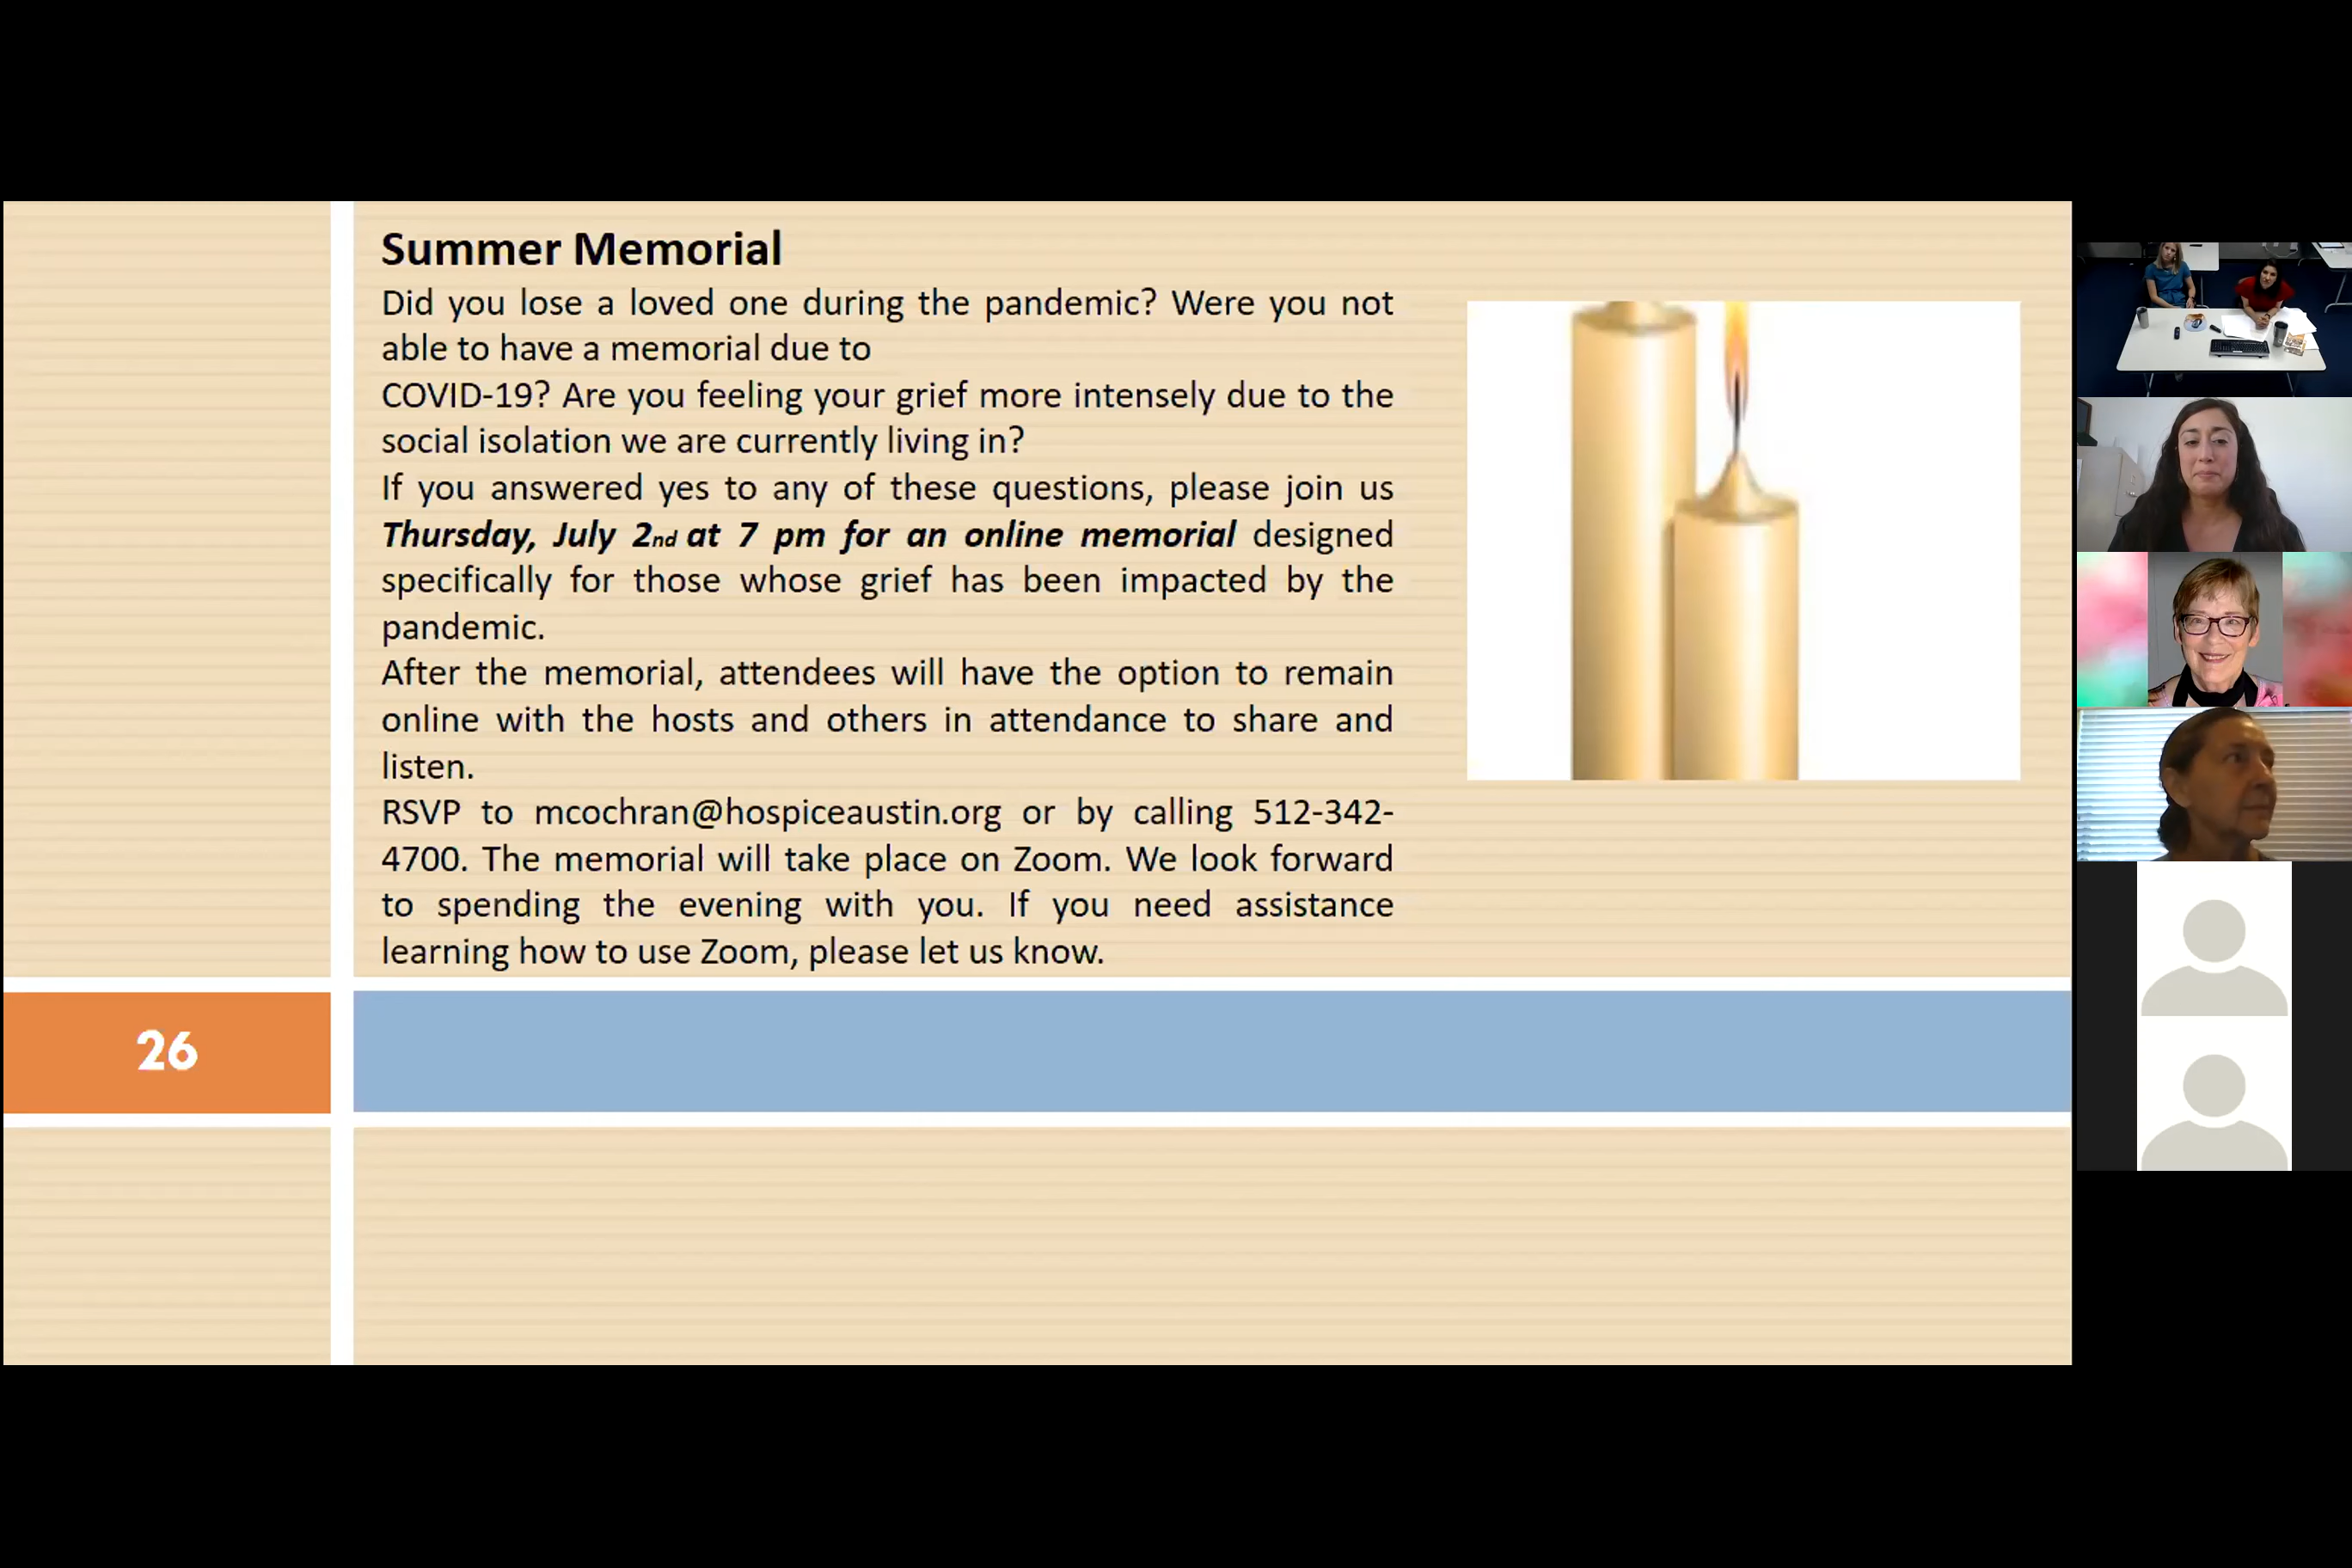 Summer Memorial
Did you lose a loved one during the pandemic? Were you not
able to have a memorial due to
COVID-19? Are you feeling your grief more intensely due to the
social isolation we are currently living in?
If you answered yes to any of these questions, please join us
Thursday, July 2nd at 7 pm for an online memorial designed
specifically for those whose grief has been impacted by the
pandemic.
After the memorial, attendees will have the option to remain
online with the hosts and others in attendance to share and
listen.
RSVP to mcochran@hospiceaustin.org or by calling 512-342-
4700. The memorial will take place on Zoom. We look forward
to spending the evening with you. If you need assistance
learning how to use Zoom, please let us know.
26